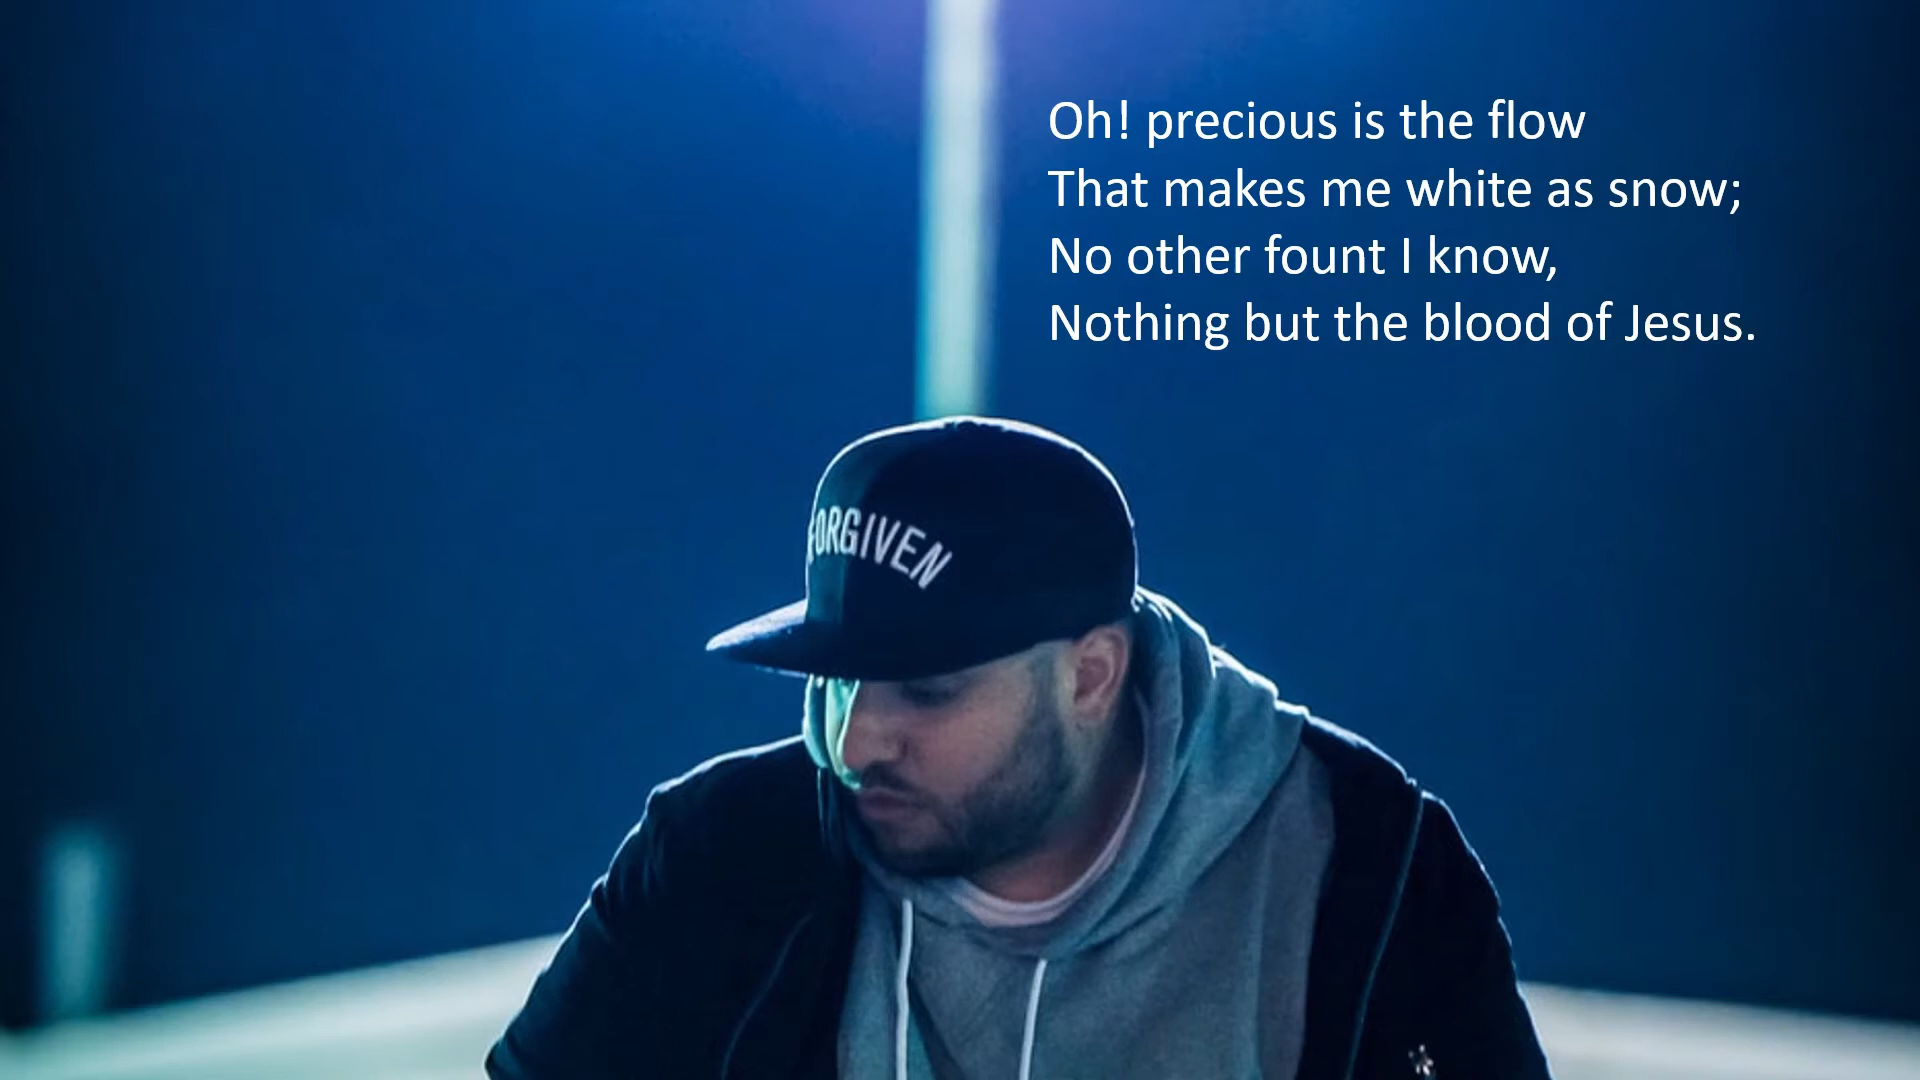 Oh! precious is the flow
That makes me white as snow;
No other fount I know,
Nothing but the blood of Jesus.
FORGIVEN